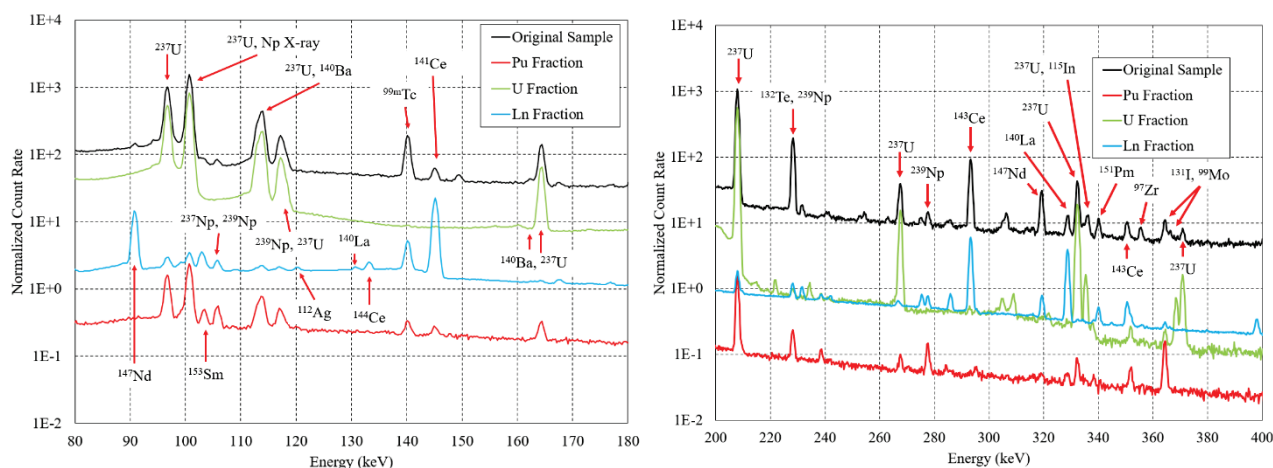 1E+4
1E+3
1E+2
1E+1
1E+0
1E-1
1E-2
Normalized Count Rate
80 90 100 110 120 130 140 150 160 170 180
Energy (keV)
²³⁷U
²³⁷U, Np X-ray
²³⁷U, ¹⁴⁰Ba
⁹⁹ᵐTc
¹⁴¹Ce
Original Sample
Pu Fraction
U Fraction
Ln Fraction
²³⁷Np, ²³⁹Np
²³⁹Np, ²³⁷U
¹⁴⁰La
¹⁴⁰Ba, ²³⁷U
¹¹²Ag
¹⁴⁴Ce
¹⁴⁷Nd
¹⁵³Sm
1E+4
1E+3
1E+2
1E+1
1E+0
1E-1
1E-2
Normalized Count Rate
200 220 240 260 280 300 320 340 360 380 400
Energy (keV)
²³⁷U
¹³²Te, ²³⁹Np
²³⁷U
²³⁹Np
¹⁴³Ce
¹⁴⁷Nd
¹⁴⁰La
²³⁷U
²³⁷U, ¹¹⁵In
Original Sample
Pu Fraction
U Fraction
Ln Fraction
¹⁵¹Pm
⁹⁷Zr
¹³¹I, ⁹⁹Mo
¹⁴³Ce
²³⁷U